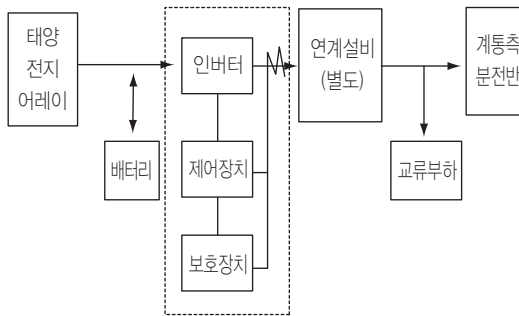 태양
전지
어레이
인버터
연계설비
(별도)
계통측
분전반
배터리
제어장치
교류부하
보호장치